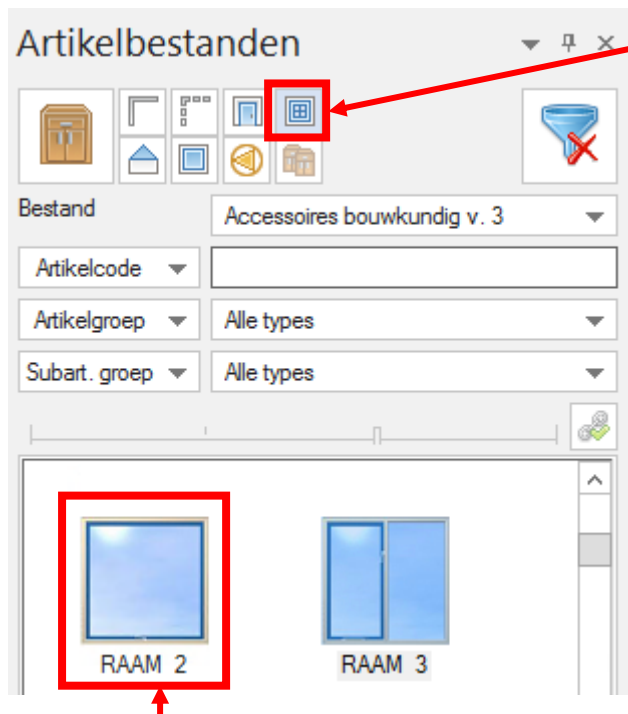 Artikelbestanden
Bestand
Accessoires bouwkundig v. 3
Artikelcode
Artikelgroep
Alle types
Subart. groep
Alle types
RAAM 2
RAAM 3